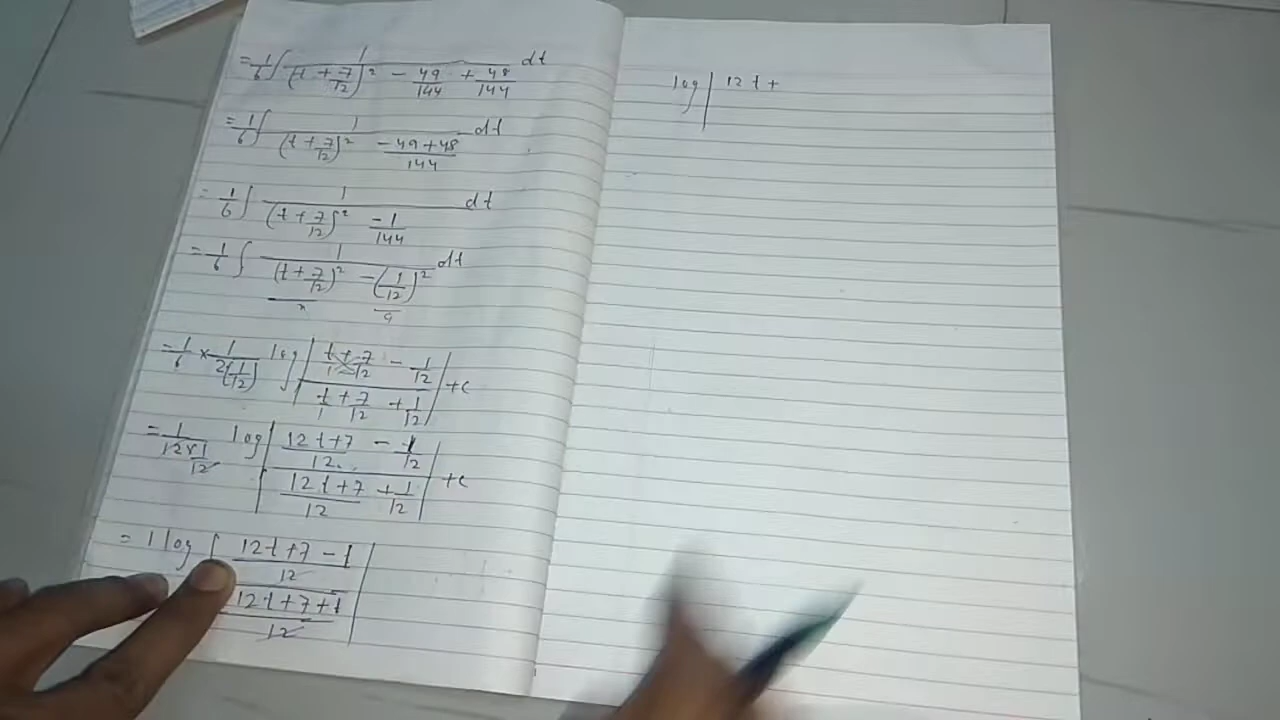 = 1/6 ∫ 1/((t + 7/12)² - 49/144 + 48/144) dt
= 1/6 ∫ 1/((t + 7/12)² (-49+48)/144) dt
= 1/6 ∫ 1/((t + 7/12)² -1/144) dt
= 1/6 ∫ 1/((t + 7/12)² - (1/12)²) dt
x a
= 1/6 × 1/(2(1/12)) log |(t/1 + 7/12 - 1/12)/(t/1 + 7/12 + 1/12)| + c
= 1/(12×1/12) log |((12t+7)/12 - 1/12)/((12t+7)/12 + 1/12)| + c
= 1 log |((12t+7-1)/12)/((12t+7+1)/12)|
log | 12t +